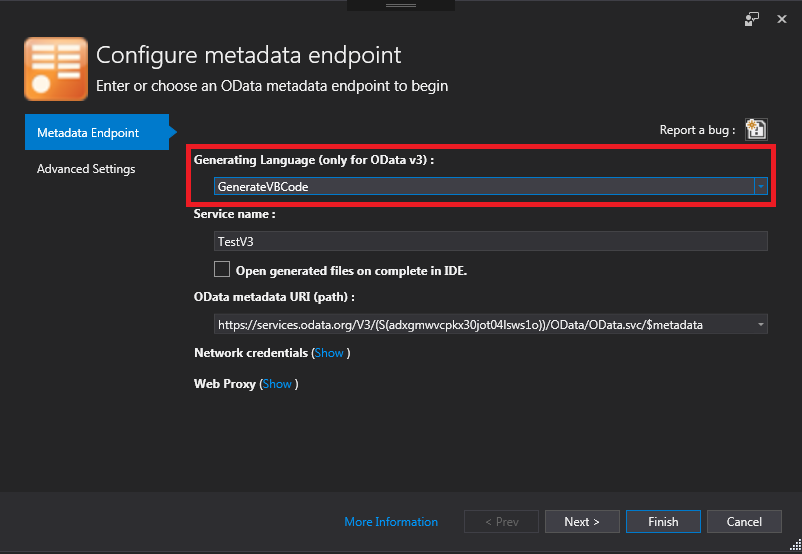 Configure metadata endpoint
Enter or choose an OData metadata endpoint to begin
Metadata Endpoint
Advanced Settings
Report a bug :
Generating Language (only for OData v3) :
GenerateVBCode
Service name :
TestV3
Open generated files on complete in IDE.
OData metadata URI (path) :
https://services.odata.org/V3/(S(adxgmwvcpkx30jot04lsws1o))/OData/OData.svc/$metadata
Network credentials (Show )
Web Proxy (Show )
More Information
< Prev
Next >
Finish
Cancel